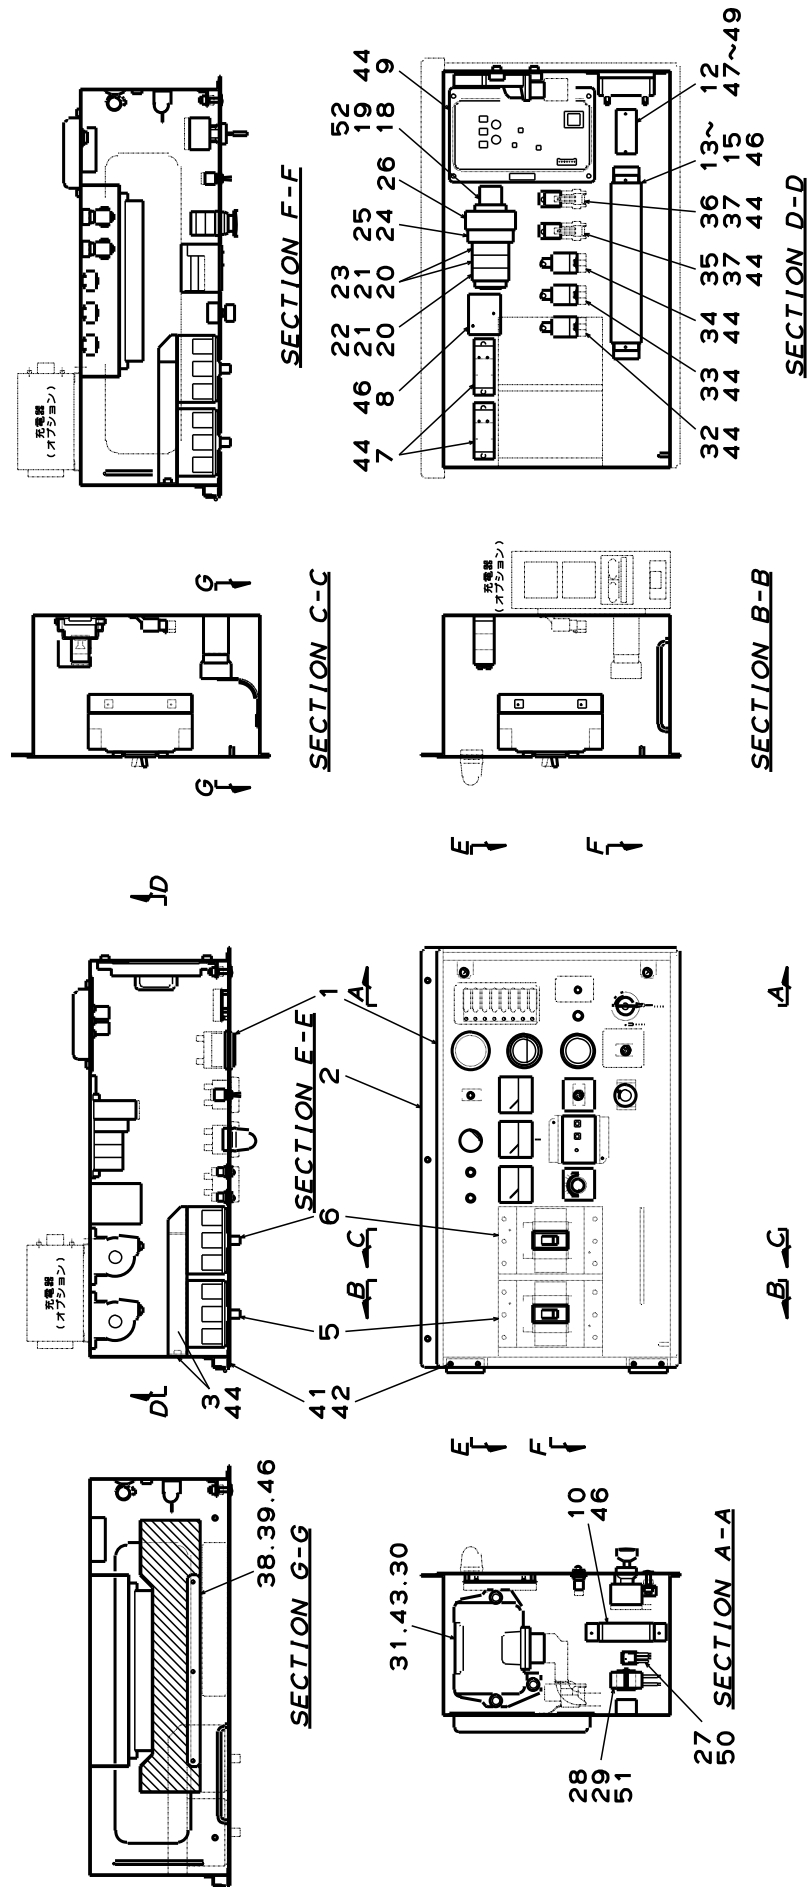 38.39.46
SECTION G-G
D
D
充電器
(オプション)
3
44
41
42
5
6
2
1
SECTION E-E
G
G
SECTION C-C
充電器
(オプション)
SECTION F-F
31.43.30
10
46
28
29
51
27
50
SECTION A-A
E
E
F
F
B
C
A
B
C
A
充電器
(オプション)
SECTION B-B
44
7
46
8
22
21
20
23
21
20
25
24
26
52
19
18
44
9
32
44
33
44
34
44
35
37
44
36
37
44
13~
15
46
12
47~49
SECTION D-D